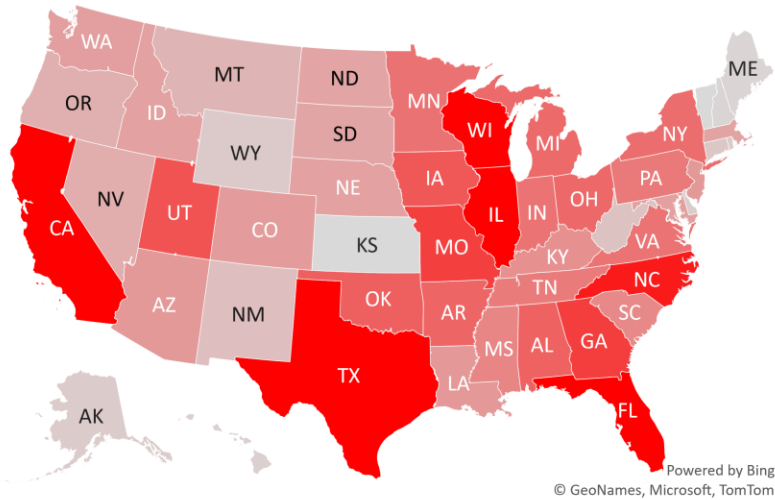 WA
MT
ND
ME
OR
ID
MN
WI
SD
MI
NY
WY
IA
PA
NE
NV
UT
IL
IN
OH
CA
CO
KS
MO
VA
KY
NC
TN
AZ
NM
OK
AR
SC
MS
AL
GA
TX
LA
FL
AK
Powered by Bing
© GeoNames, Microsoft, TomTom